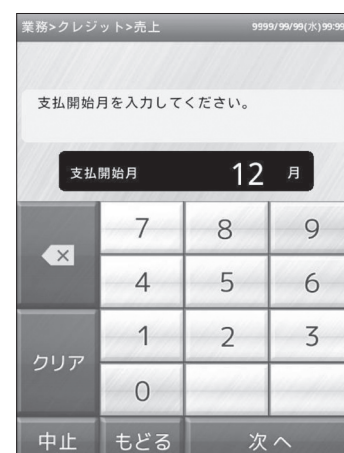 業務>クレジット>売上 9999/99/99(水)99:99
支払開始月を入力してください。
支払開始月 12 月
7 8 9
4 5 6
1 2 3
クリア
0
中止 もどる 次へ